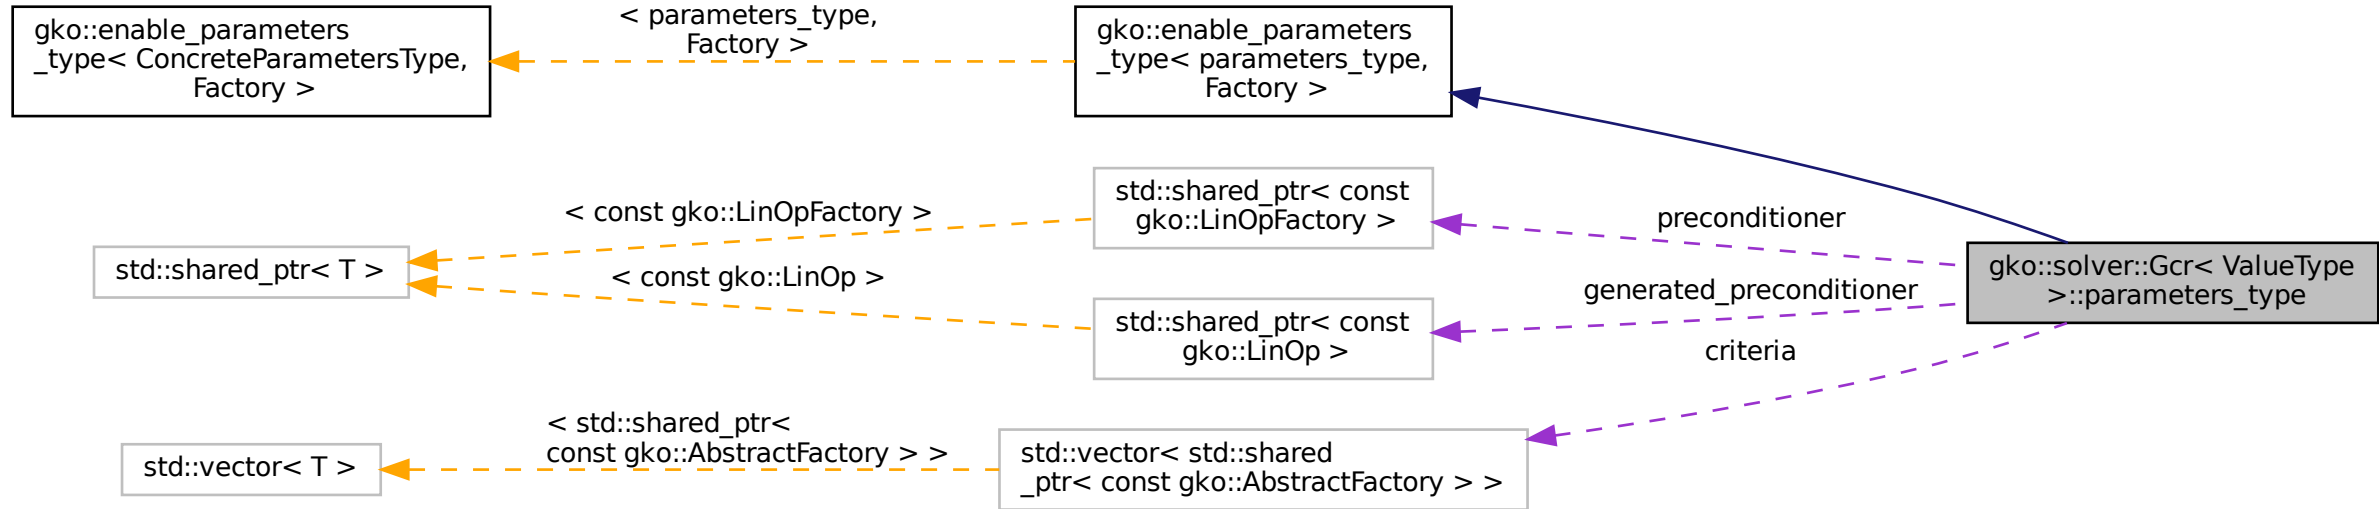 gko::enable_parameters
_type< ConcreteParametersType,
Factory >
< parameters_type,
Factory >
gko::enable_parameters
_type< parameters_type,
Factory >
std::shared_ptr< T >
< const gko::LinOpFactory >
< const gko::LinOp >
std::shared_ptr< const
gko::LinOpFactory >
std::shared_ptr< const
gko::LinOp >
preconditioner
generated_preconditioner
criteria
gko::solver::Gcr< ValueType
>::parameters_type
std::vector< T >
< std::shared_ptr<
const gko::AbstractFactory > >
std::vector< std::shared
_ptr< const gko::AbstractFactory > >